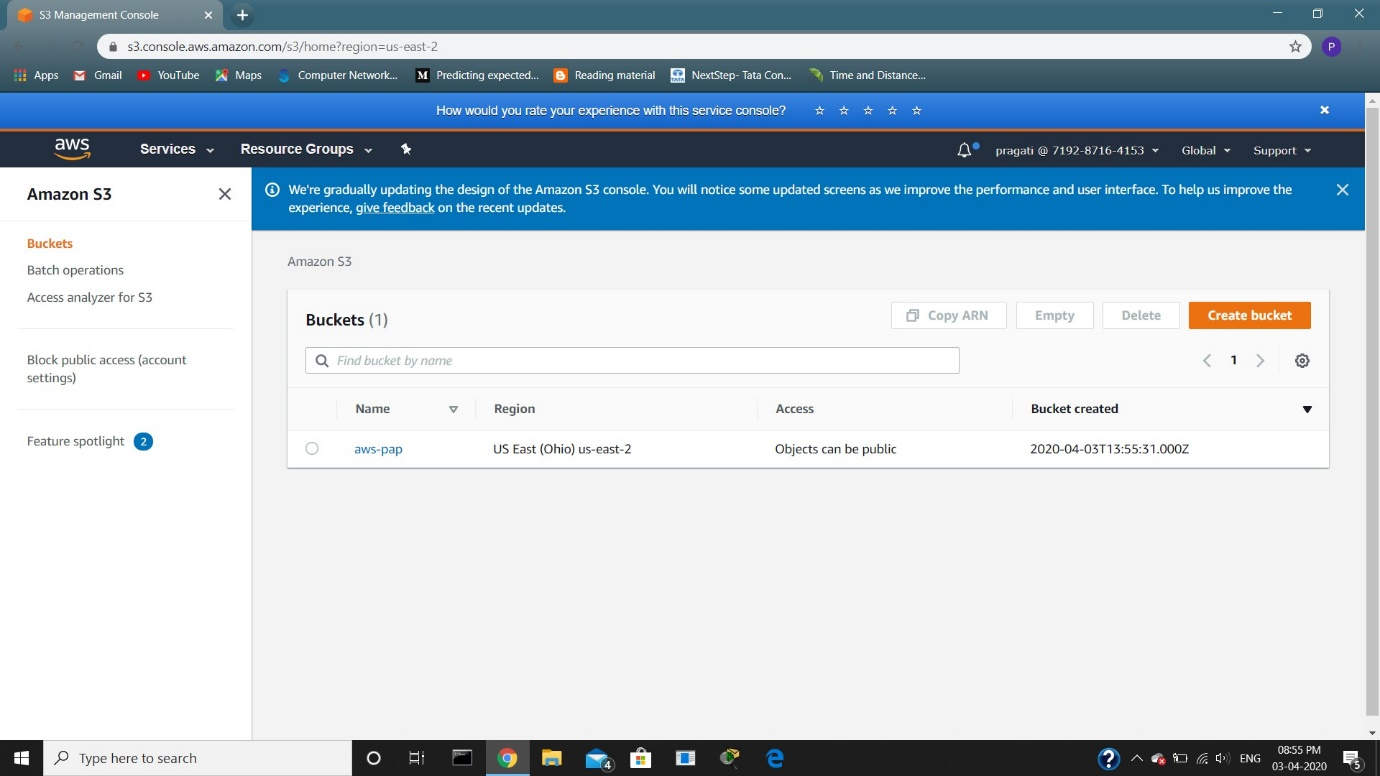 S3 Management Console
s3.console.aws.amazon.com/s3/home?region=us-east-2
P
Apps
Gmail
YouTube
Maps
Computer Network...
Predicting expected...
Reading material
NextStep- Tata Con...
Time and Distance...
How would you rate your experience with this service console?
aws
Services
Resource Groups
pragati @ 7192-8716-4153
Global
Support
Amazon S3
Buckets
Batch operations
Access analyzer for S3
Block public access (account
settings)
Feature spotlight 2
We're gradually updating the design of the Amazon S3 console. You will notice some updated screens as we improve the performance and user interface. To help us improve the
experience, give feedback on the recent updates.
Amazon S3
Buckets (1)
Copy ARN
Empty
Delete
Create bucket
Find bucket by name
1
Name
Region
Access
Bucket created
aws-pap
US East (Ohio) us-east-2
Objects can be public
2020-04-03T13:55:31.000Z
Type here to search
4
ENG
08:55 PM
03-04-2020
5